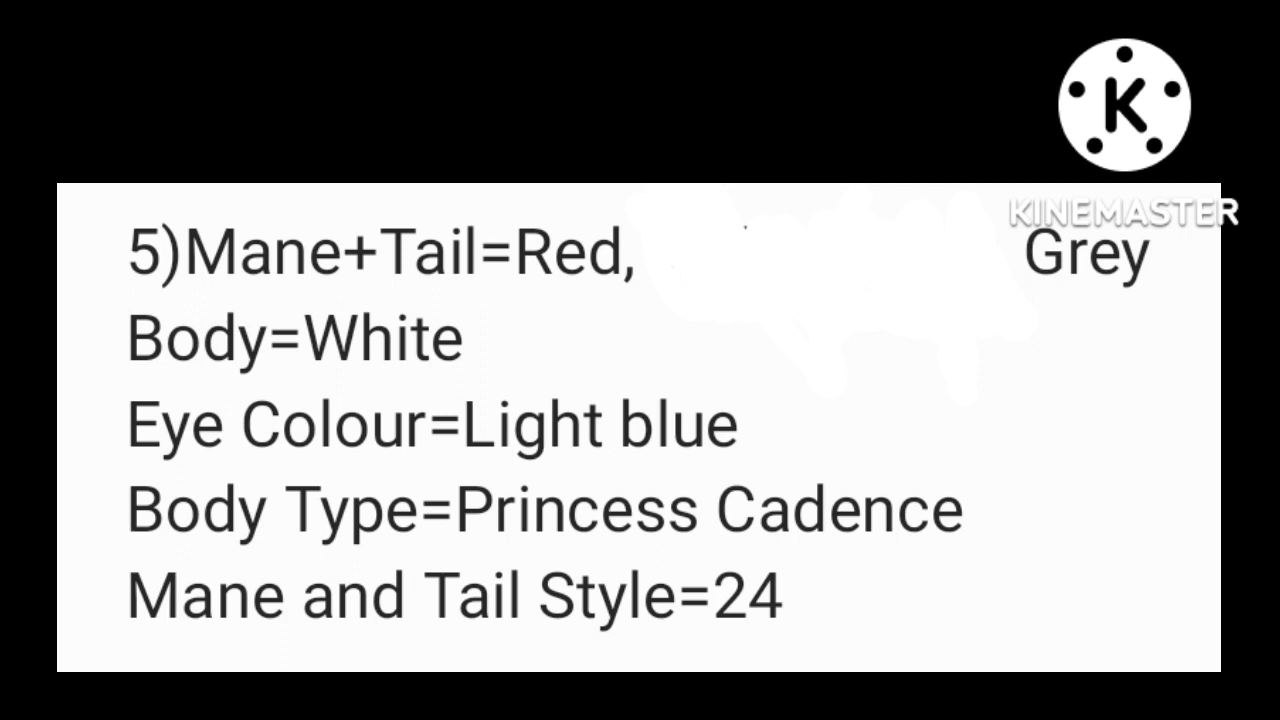 K
KINEMASTER
5)Mane+Tail=Red, Grey
Body=White
Eye Colour=Light blue
Body Type=Princess Cadence
Mane and Tail Style=24